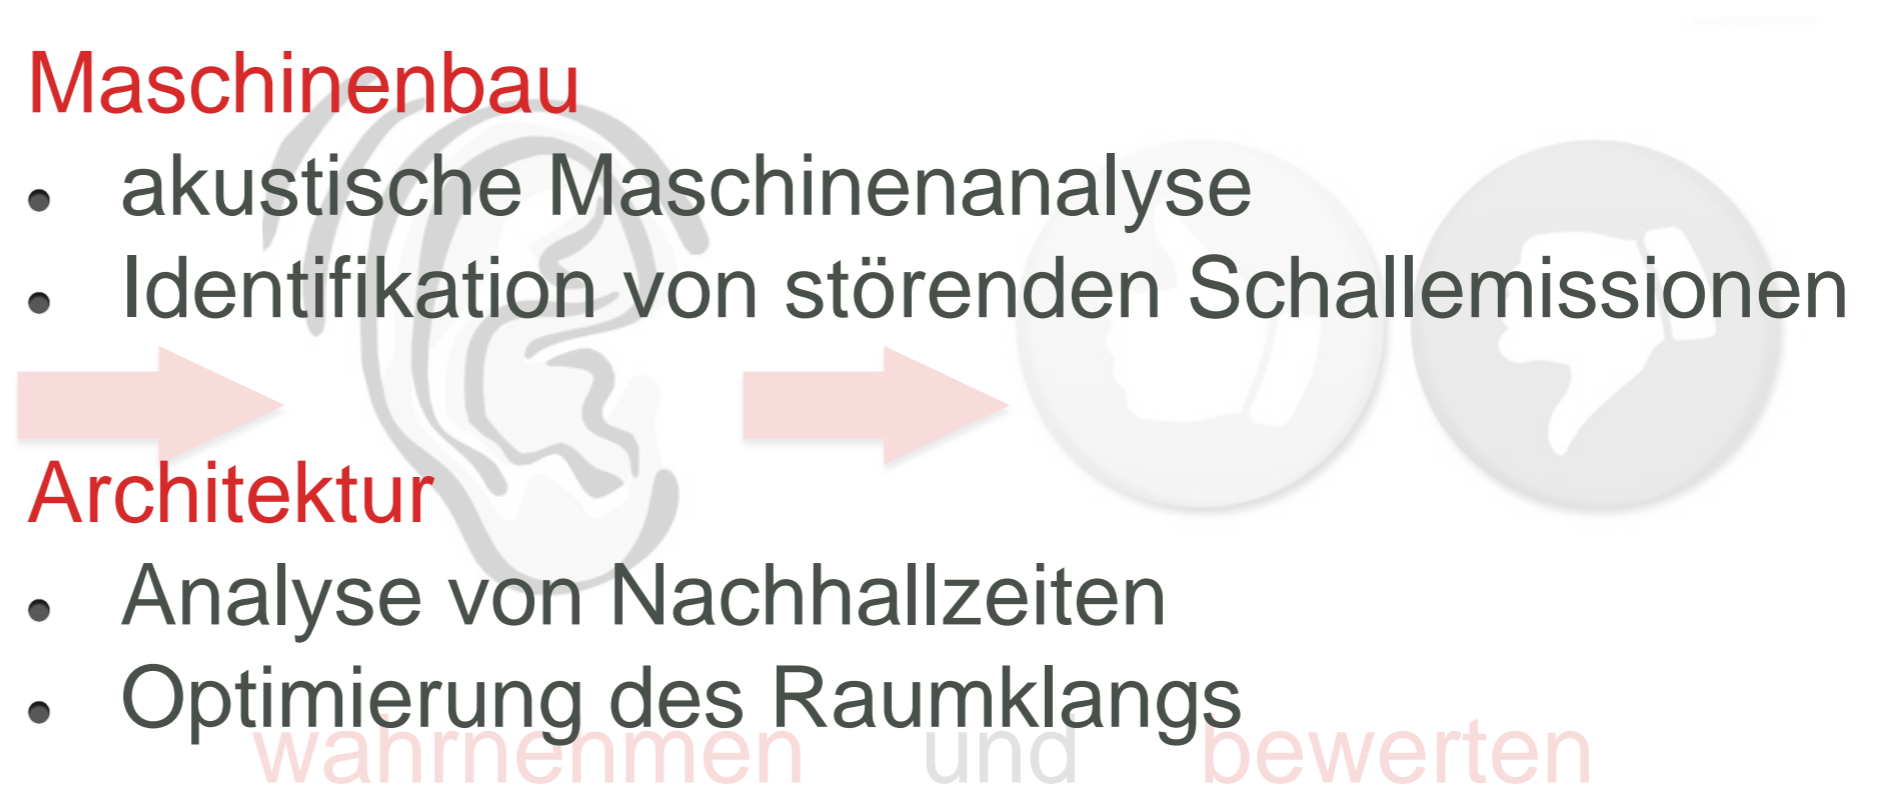 Maschinenbau
• akustische Maschinenanalyse
• Identifikation von störenden Schallemissionen
Architektur
• Analyse von Nachhallzeiten
• Optimierung des Raumklangs
wahrnehmen und bewerten